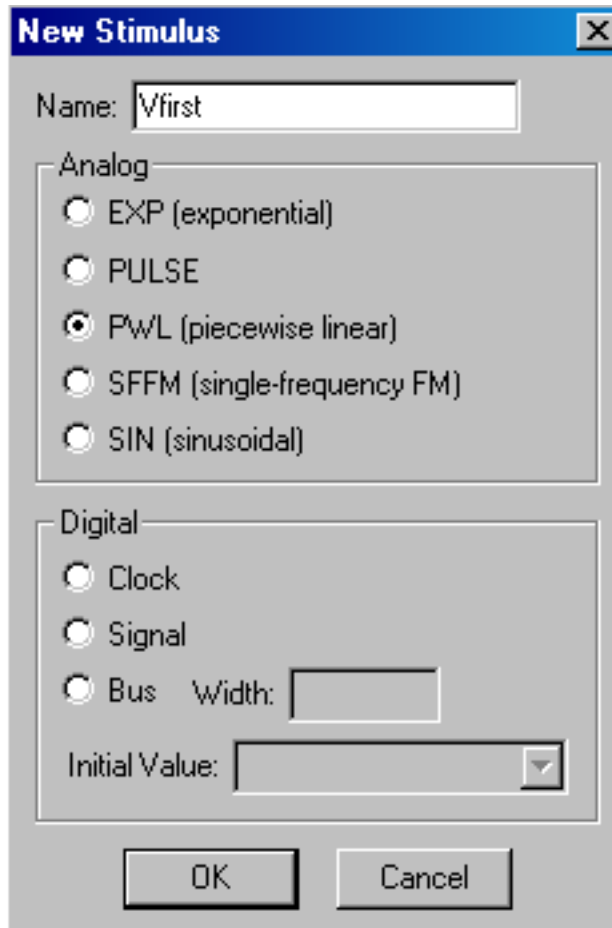 New Stimulus
Name: Vfirst
Analog
EXP (exponential)
PULSE
PWL (piecewise linear)
SFFM (single-frequency FM)
SIN (sinusoidal)
Digital
Clock
Signal
Bus Width:
Initial Value:
OK Cancel